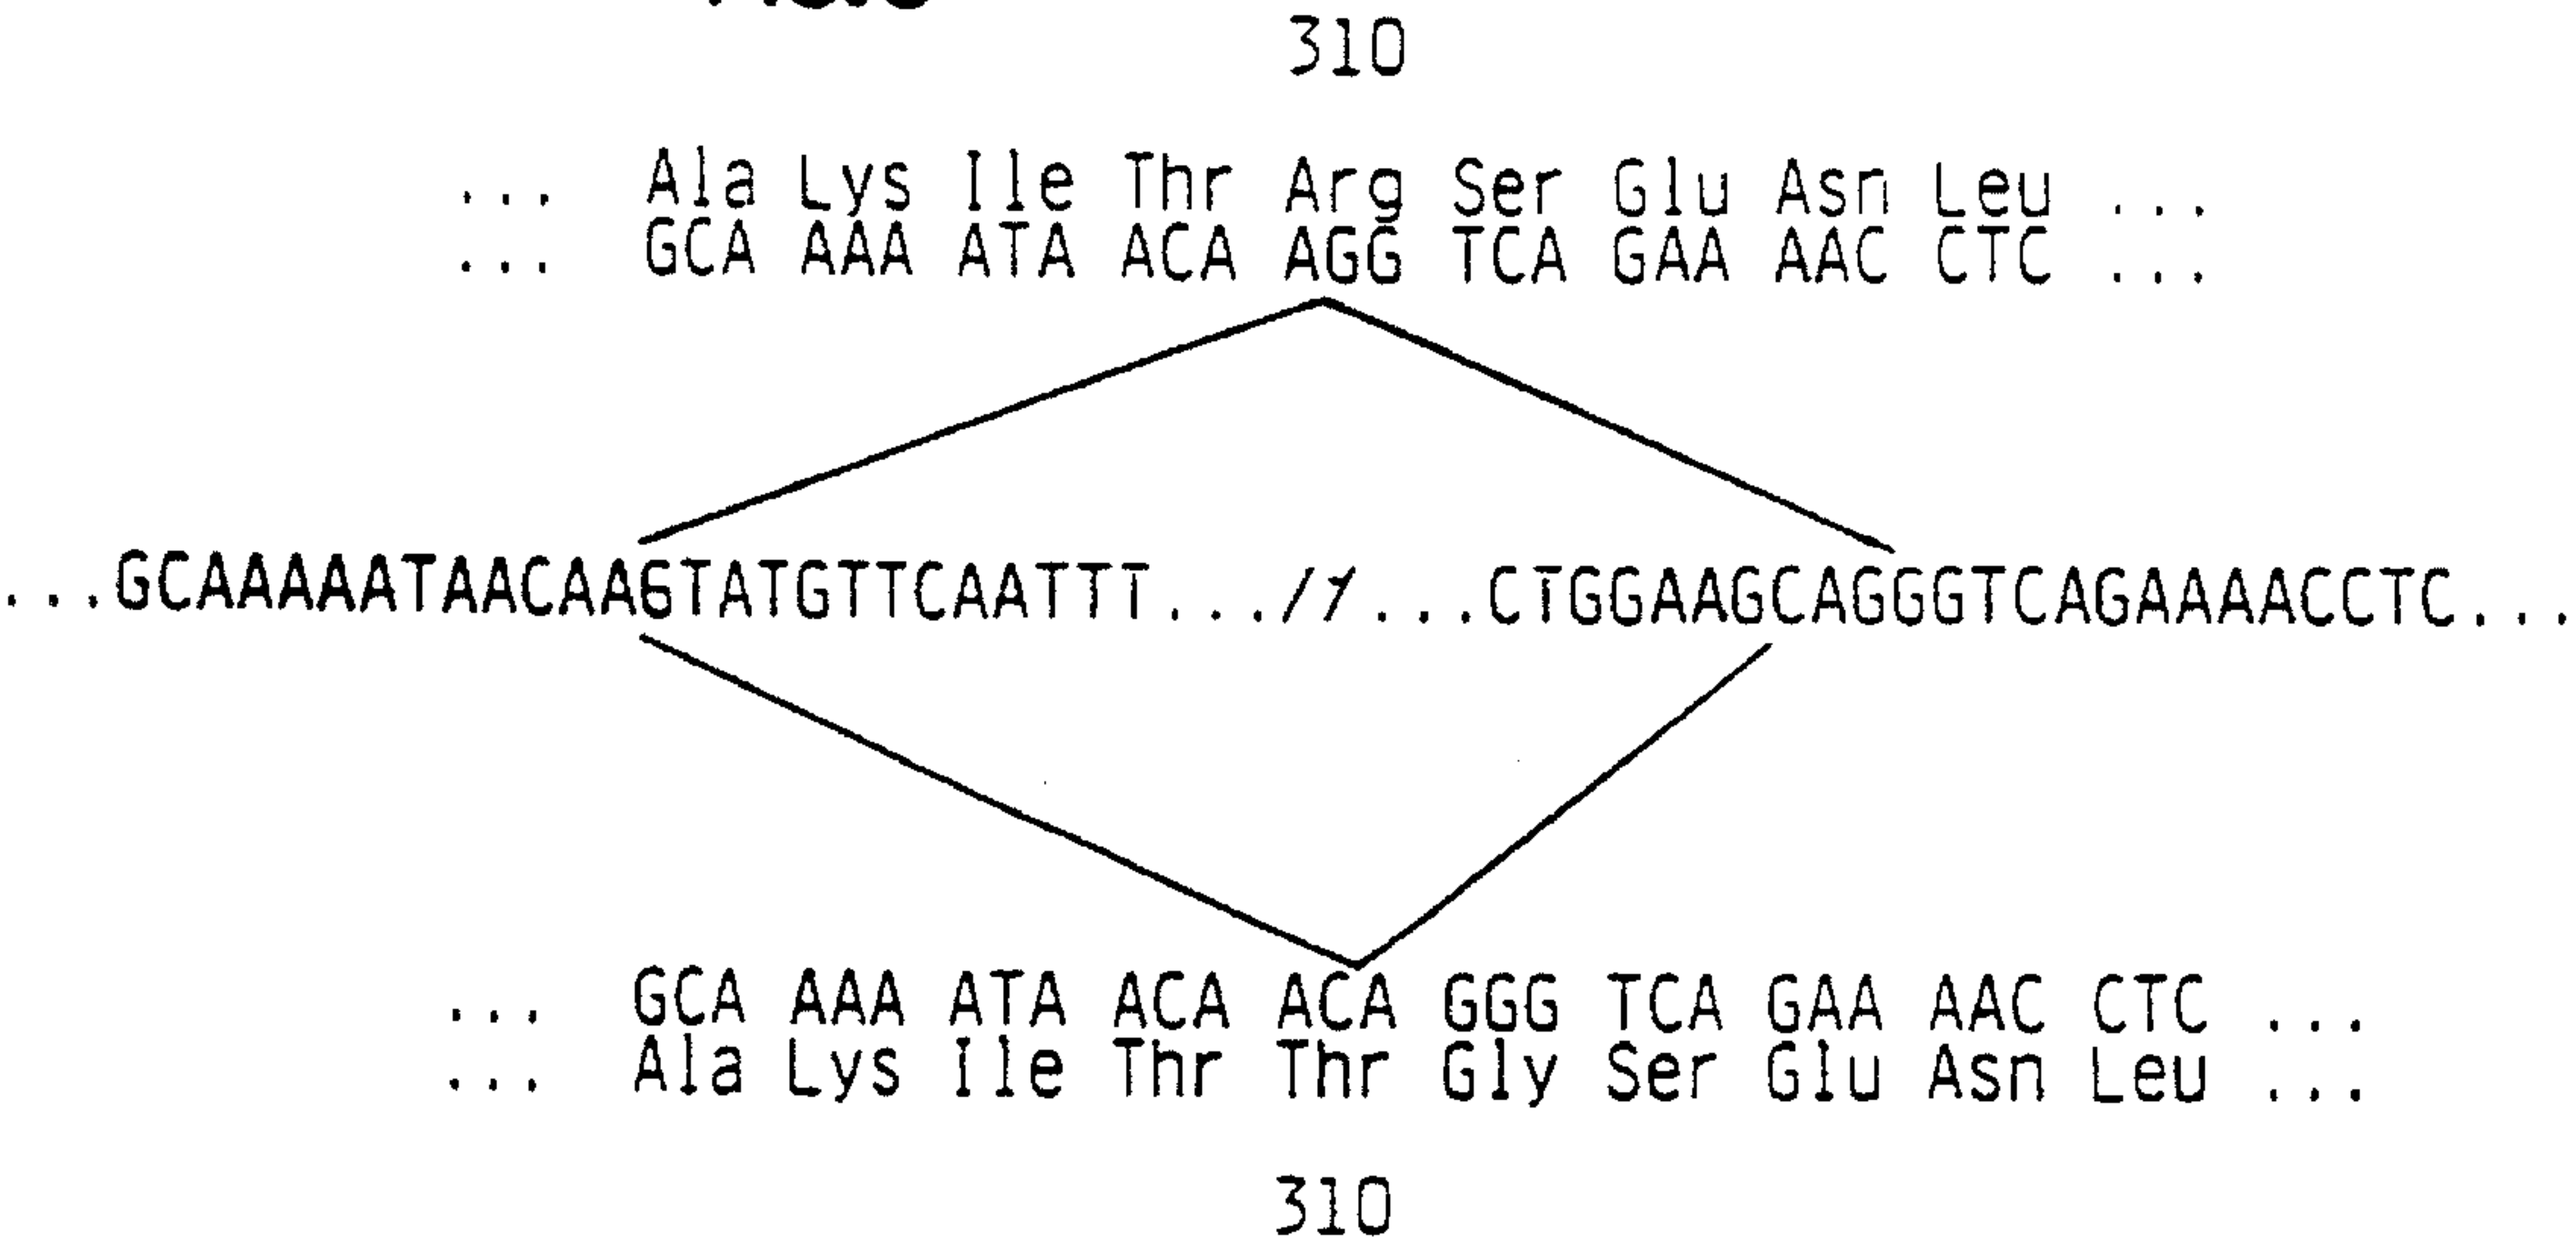 310
... Ala Lys Ile Thr Arg Ser Glu Asn Leu ...
... GCA AAA ATA ACA AGG TCA GAA AAC CTC ...
...GCAAAAATAACAAGTATGTTCAATTT...//...CTGGAAGCAGGGTCAGAAAACCTC...
... GCA AAA ATA ACA ACA GGG TCA GAA AAC CTC ...
... Ala Lys Ile Thr Thr Gly Ser Glu Asn Leu ...
310